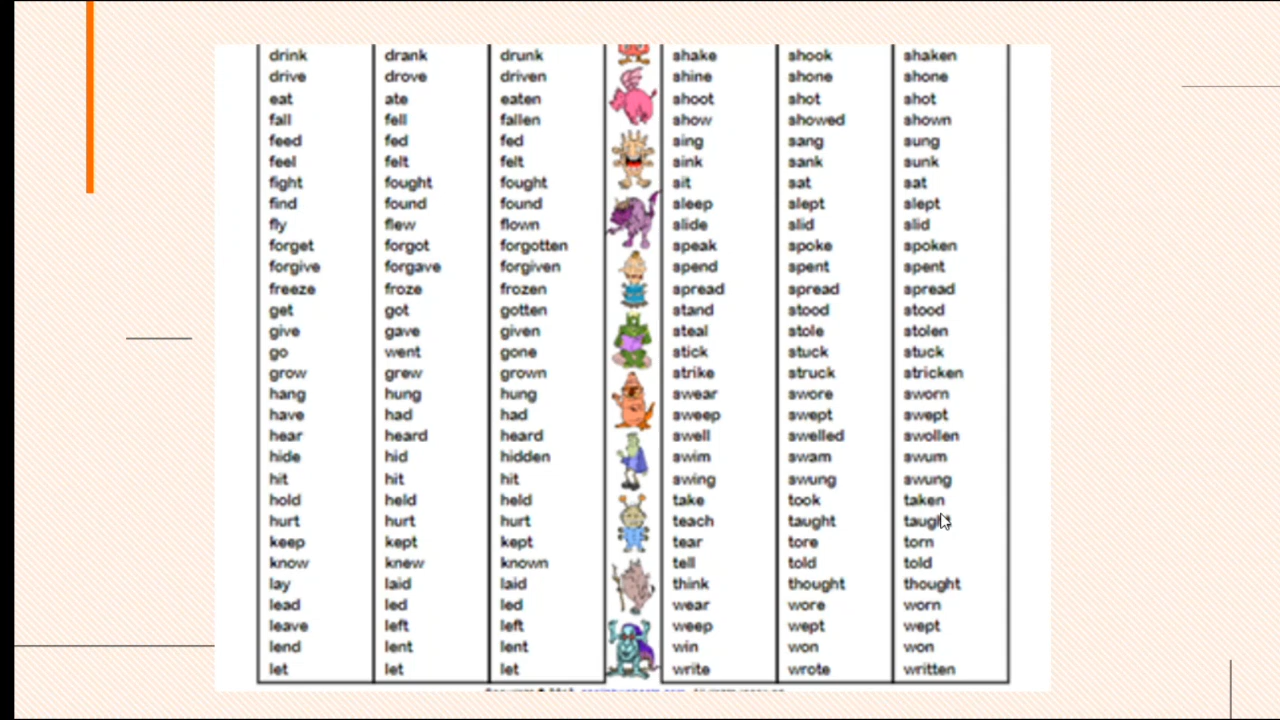 drink drank drunk shake shook shaken
drive drove driven shine shone shone
eat ate eaten shoot shot shot
fall fell fallen show showed shown
feed fed fed sing sang sung
feel felt felt sink sank sunk
fight fought fought sit sat sat
find found found sleep slept slept
fly flew flown slide slid slid
forget forgot forgotten speak spoke spoken
forgive forgave forgiven spend spent spent
freeze froze frozen spread spread spread
get got gotten stand stood stood
give gave given steal stole stolen
go went gone stick stuck stuck
grow grew grown strike struck stricken
hang hung hung swear swore sworn
have had had sweep swept swept
hear heard heard swell swelled swollen
hide hid hidden swim swam swum
hit hit hit swing swung swung
hold held held take took taken
hurt hurt hurt teach taught taught
keep kept kept tear tore torn
know knew known tell told told
lay laid laid think thought thought
lead led led wear wore worn
leave left left weep wept wept
lend lent lent win won won
let let let write wrote written